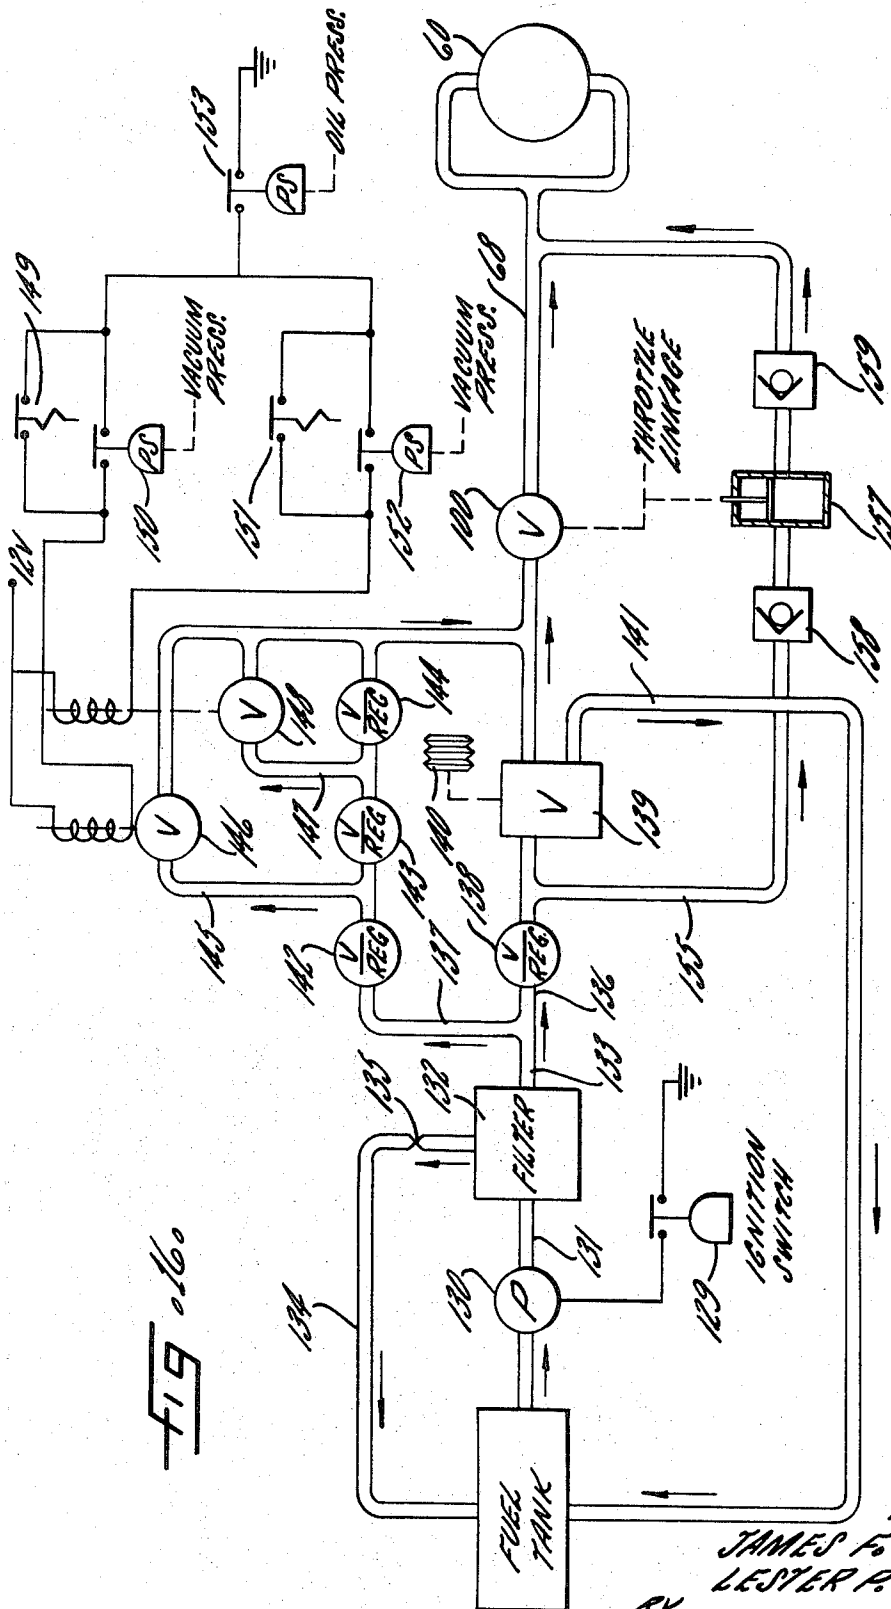 Fig. 16.
FUEL
TANK
134
130
P
131
129
IGNITION
SWITCH
FILTER
132
135
133
136
137
138
V
REG.
142
V
REG
143
V
REG
144
V
REG
145
146
V
147
148
V
12V
149
150
PS
VACUUM
PRESS.
151
152
PS
VACUUM
PRESS.
153
PS
OIL PRESS.
139
V
140
141
155
158
157
159
100
V
THROTTLE
LINKAGE
68
60
JAMES F.
LESTER P.
BY